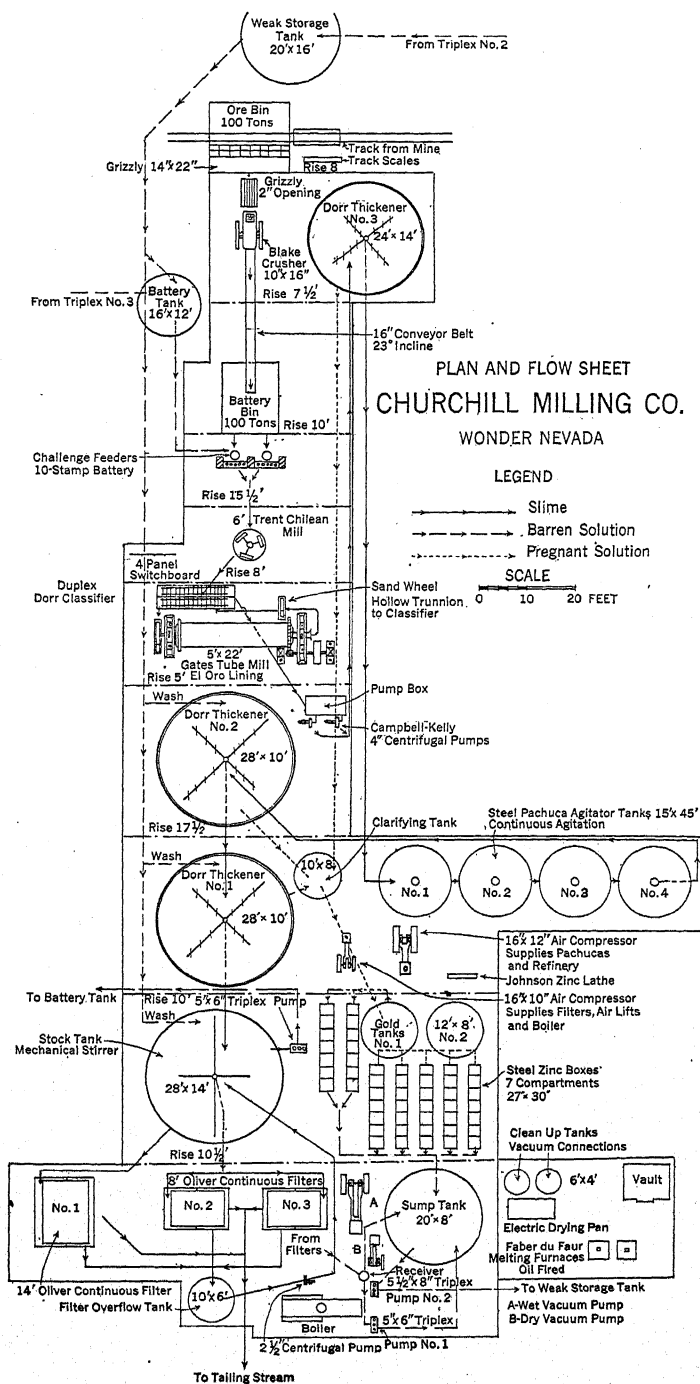 Weak Storage
Tank
20'x 16'
From Triplex No.2
Ore Bin
100 Tons
Track from Mine
Track Scales
Grizzly 14"x 22"
Rise 8
Grizzly
2" Opening
Dorr Thickener
No.3
24'x 14'
Blake
Crusher
10"x 16"
Rise 7 ½'
From Triplex No.3
Battery
Tank
16'x 12'
16" Conveyor Belt
23° Incline
PLAN AND FLOW SHEET
CHURCHILL MILLING CO.
WONDER NEVADA
Battery
Bin
100 Tons
Rise 10'
Challenge Feeders
10-Stamp Battery
Rise 15 ½'
LEGEND
Slime
Barren Solution
Pregnant Solution
SCALE
0 10 20 FEET
6' Trent Chilean
Mill
4 Panel
Switchboard
Rise 8'
Duplex
Dorr Classifier
Sand Wheel
Hollow Trunnion
to Classifier
5'x 22'
Gates Tube Mill
Rise 5' El Oro Lining
Wash
Pump Box
Dorr Thickener
No.2
28'x 10'
Campbell-Kelly
4" Centrifugal Pumps
Rise 17 ½
Clarifying Tank
Steel Pachuca Agitator Tanks 15'x 45'
Continuous Agitation
Wash
10'x 8
Dorr Thickener
No.1
28'x 10'
No.1
No.2
No.3
No.4
16"x 12" Air Compressor
Supplies Pachucas
and Refinery
Johnson Zinc Lathe
To Battery Tank
Rise 10' 5"x 6" Triplex Pump
16"x 10" Air Compressor
Supplies Filters, Air Lifts
and Boiler
Wash
Gold
Tanks
No.1
12'x 8'
No.2
Stock Tank
Mechanical Stirrer
28'x 14'
Steel Zinc Boxes
7 Compartments
27"x 30"
Rise 10 ½'
Clean Up Tanks
Vacuum Connections
8' Oliver Continuous Filters
No.1
No.2
No.3
A
Sump Tank
20'x 8'
6'x 4'
Vault
Electric Drying Pan
B
From
Filters
Faber du Faur
Melting Furnaces
Oil Fired
Receiver
14' Oliver Continuous Filter
Filter Overflow Tank
10'x 6'
5 ½"x 8" Triplex
Pump No.2
To Weak Storage Tank
A-Wet Vacuum Pump
B-Dry Vacuum Pump
Boiler
5"x 6" Triplex
2 ½" Centrifugal Pump
Pump No.1
To Tailing Stream